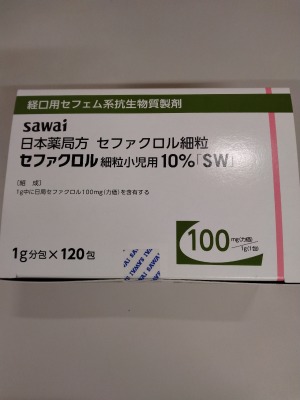 経口用セフェム系抗生物質製剤
sawai
日本薬局方 セファクロル細粒
セファクロル細粒小児用10%「SW」
〔組 成〕
1g中に日局セファクロル100mg(力価)を含有する
100mg(力価)/1g(1包)
1g分包×120包
SAWAI